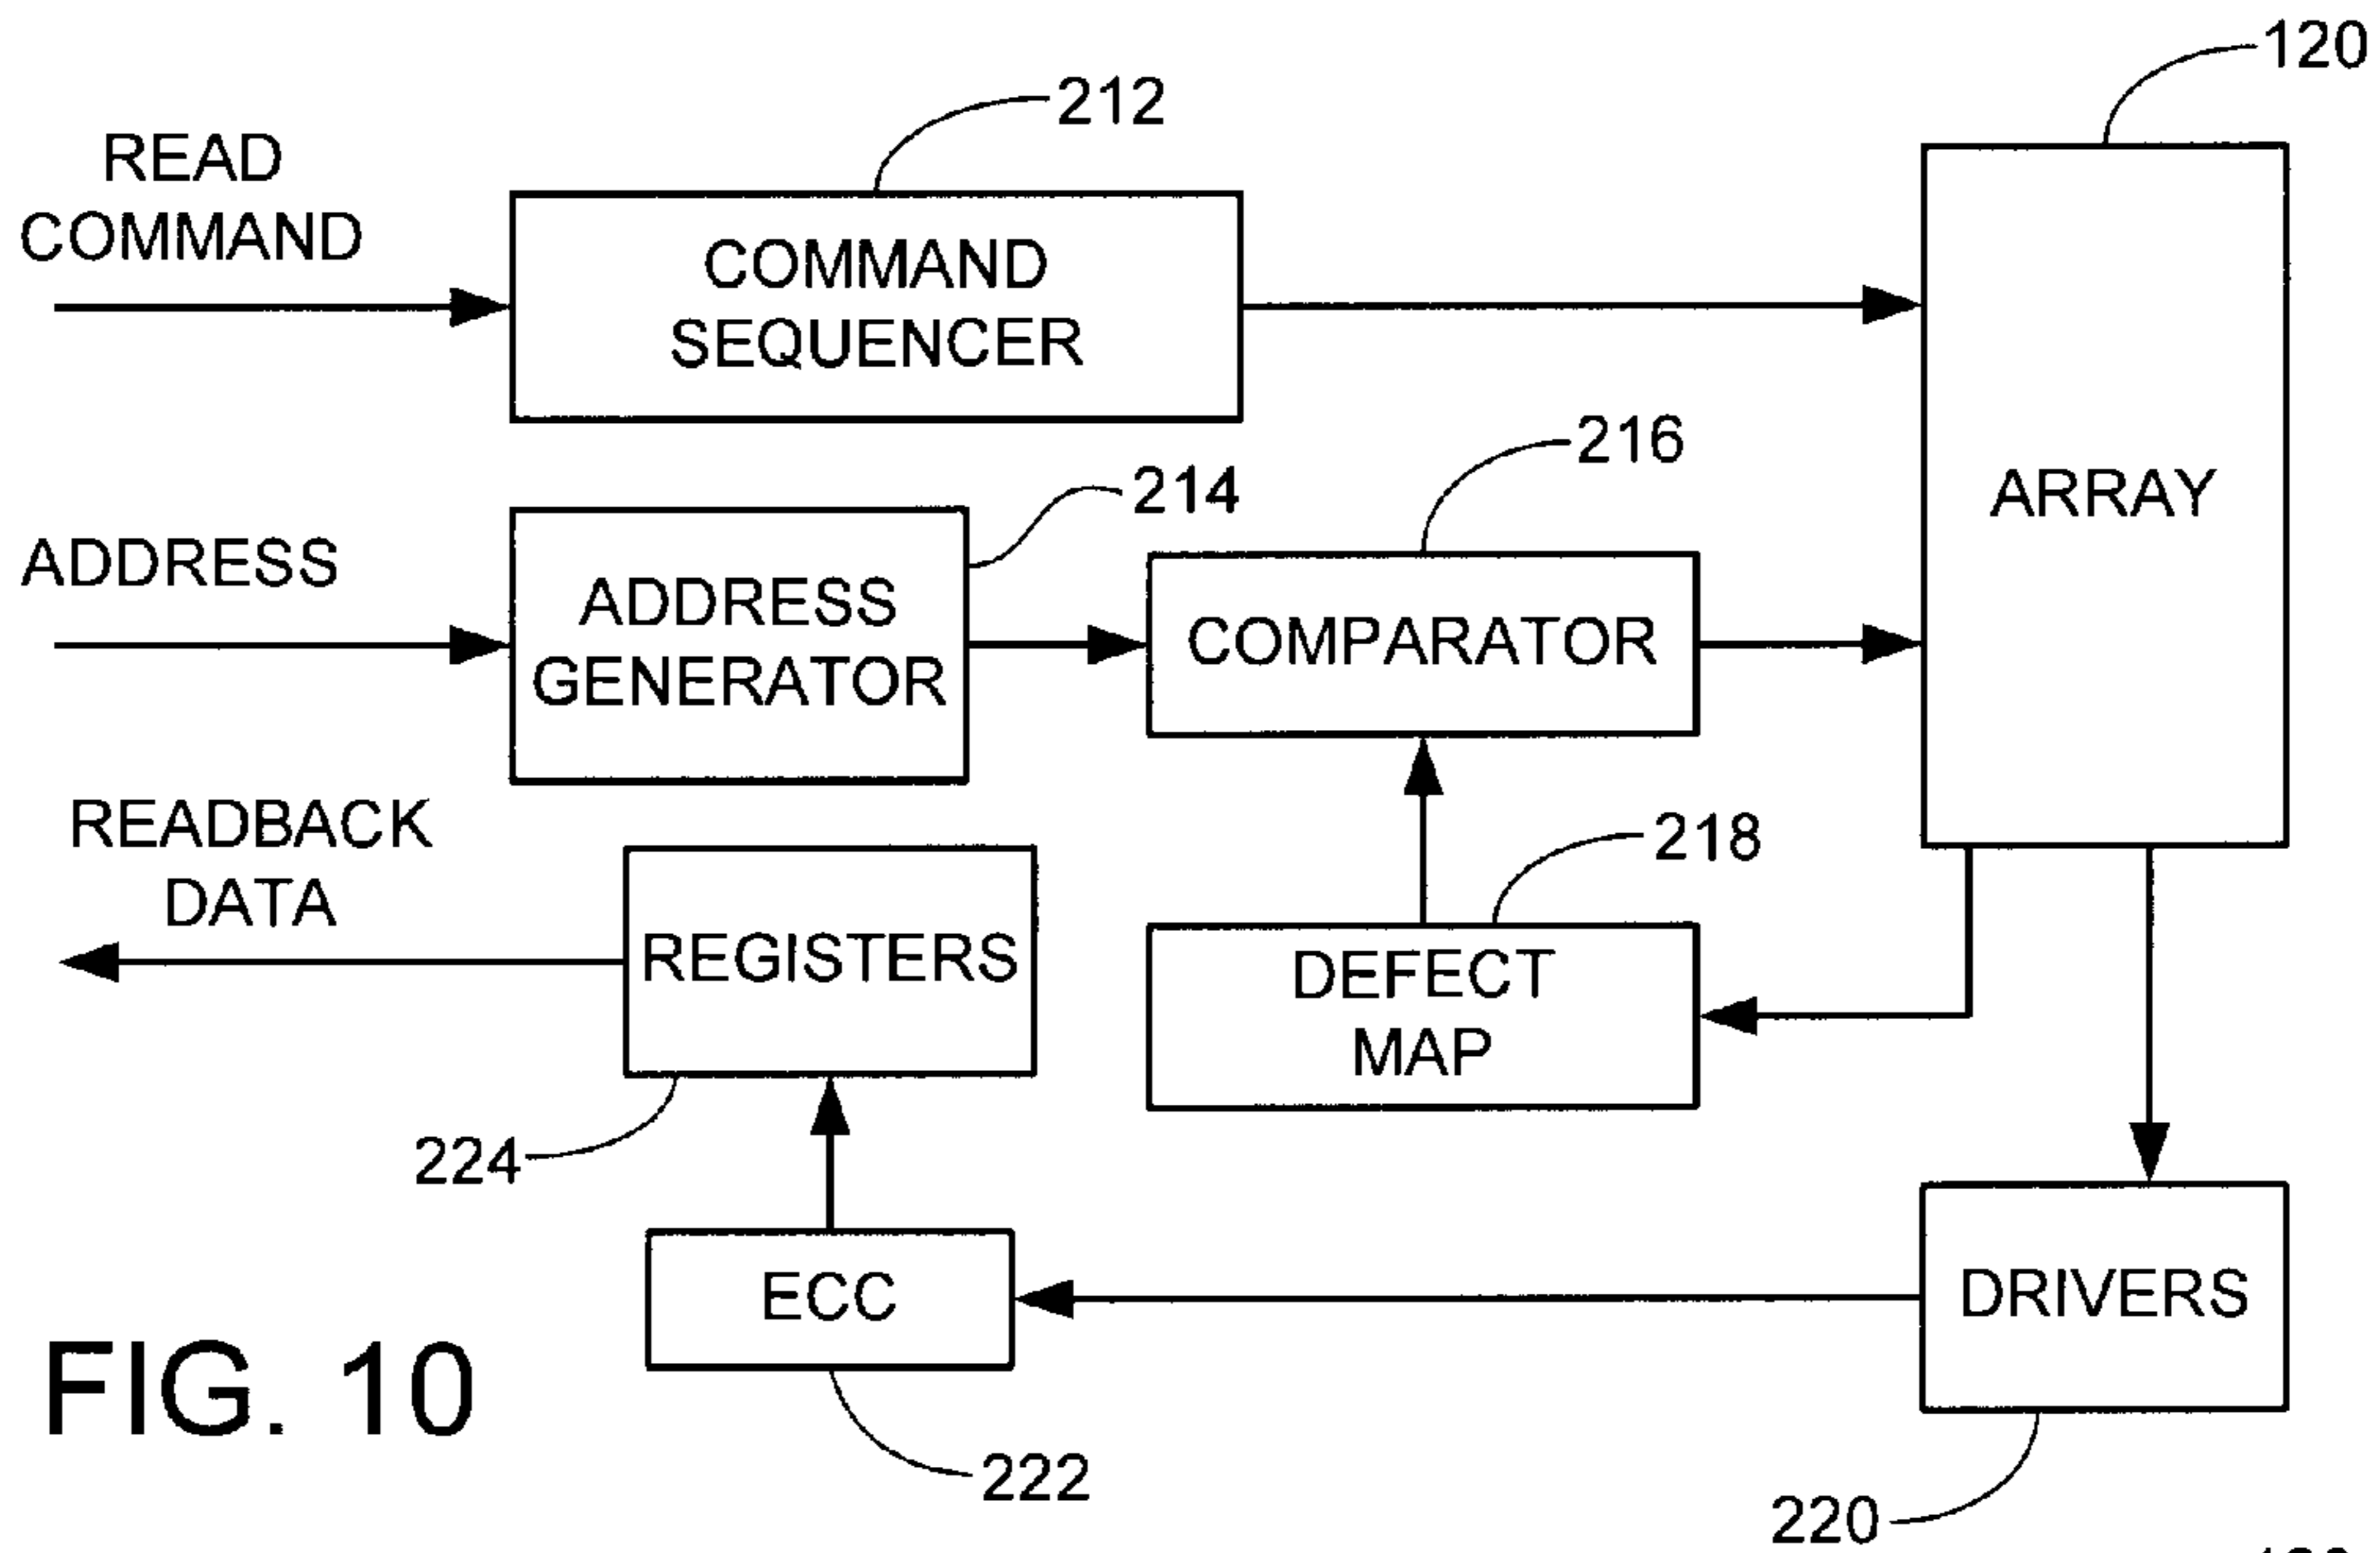 120
212
READ
COMMAND
COMMAND
SEQUENCER
216
214
ARRAY
ADDRESS
ADDRESS
GENERATOR
COMPARATOR
READBACK
DATA
218
REGISTERS
DEFECT
MAP
224
ECC
DRIVERS
FIG. 10
222
220